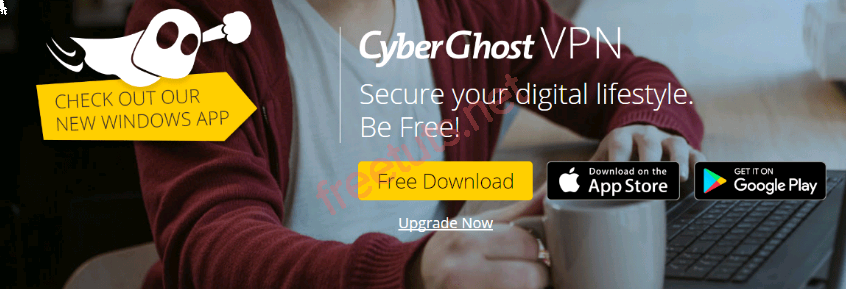 CHECK OUT OUR
NEW WINDOWS APP
CyberGhost VPN
Secure your digital lifestyle.
Be Free!
Free Download
Download on the
App Store
GET IT ON
Google Play
Upgrade Now
freetuts.net